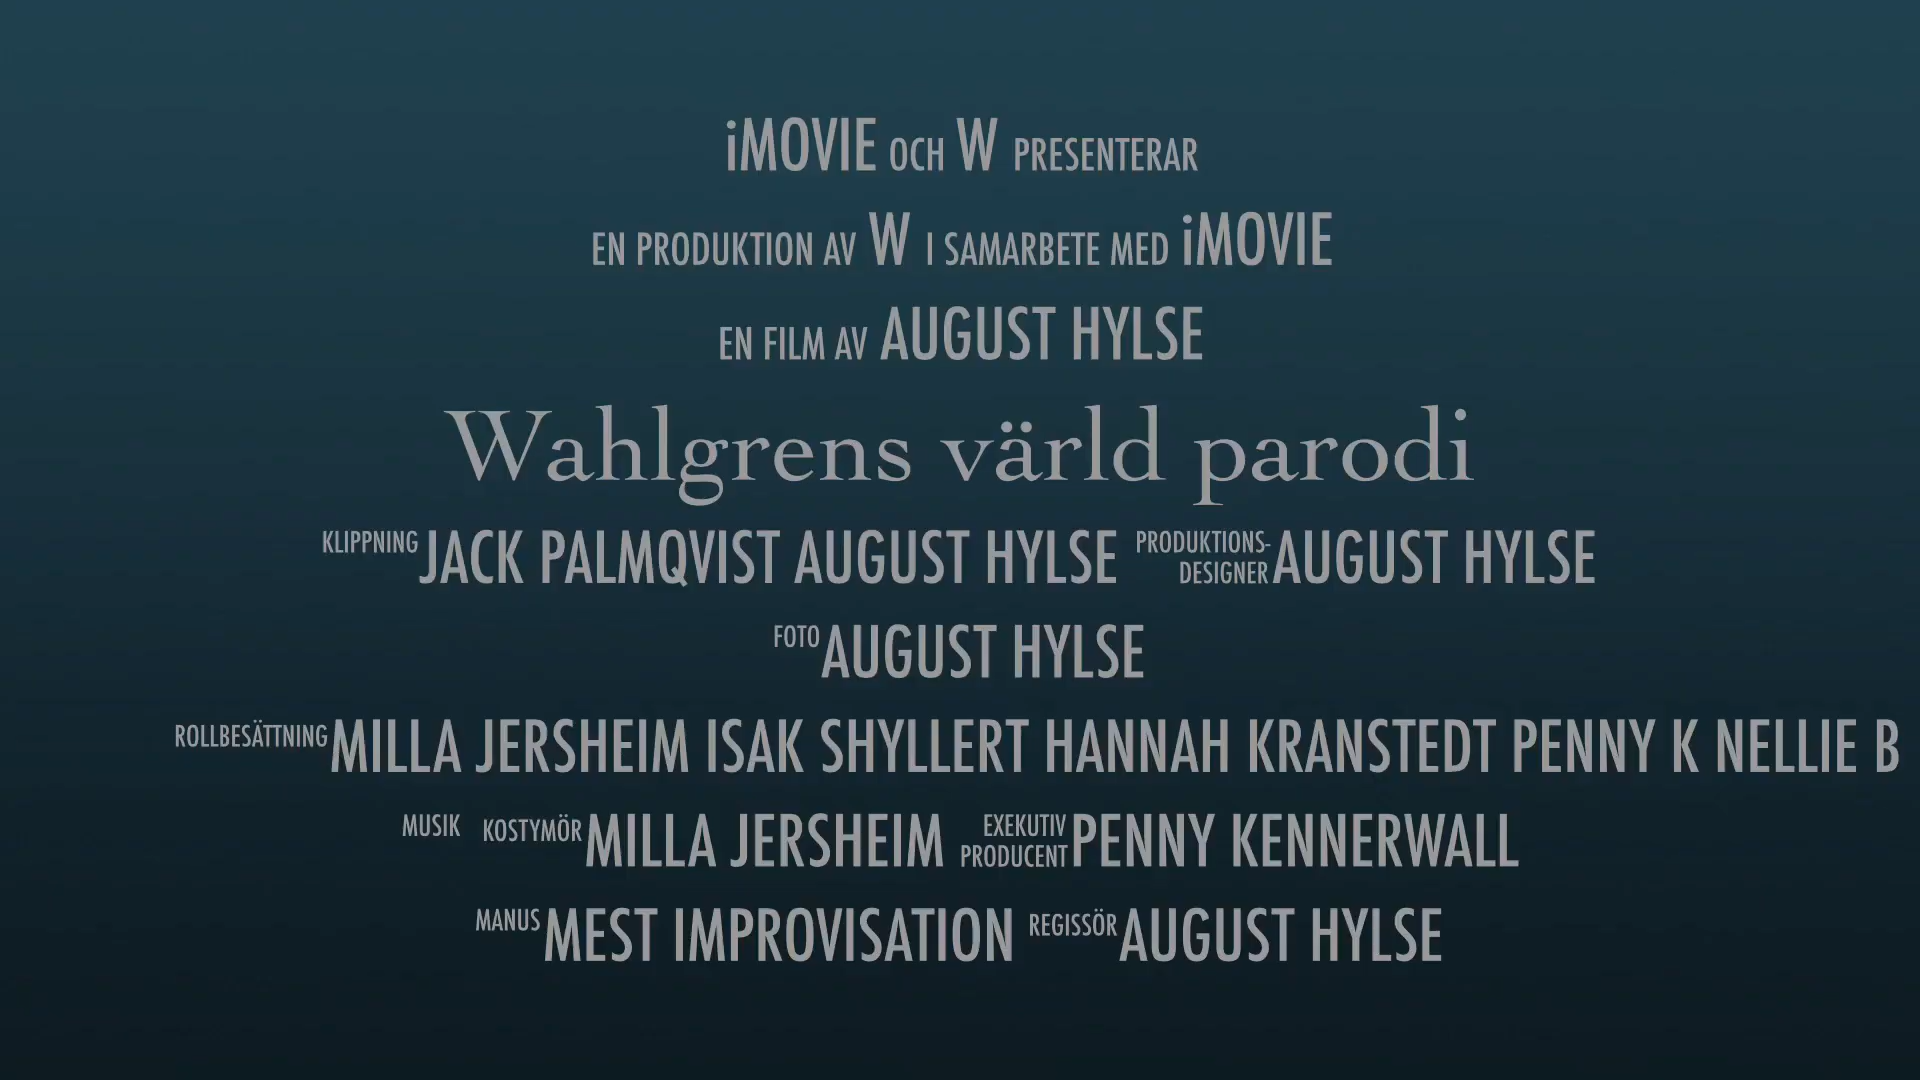 iMOVIE OCH W PRESENTERAR
EN PRODUKTION AV W I SAMARBETE MED iMOVIE
EN FILM AV AUGUST HYLSE
Wahlgrens värld parodi
KLIPPNING JACK PALMQVIST AUGUST HYLSE PRODUKTIONS-DESIGNER AUGUST HYLSE
FOTO AUGUST HYLSE
ROLLBESÄTTNING MILLA JERSHEIM ISAK SHYLLERT HANNAH KRANSTEDT PENNY K NELLIE B
MUSIK KOSTYMÖR MILLA JERSHEIM EXEKUTIV PRODUCENT PENNY KENNERWALL
MANUS MEST IMPROVISATION REGISSÖR AUGUST HYLSE